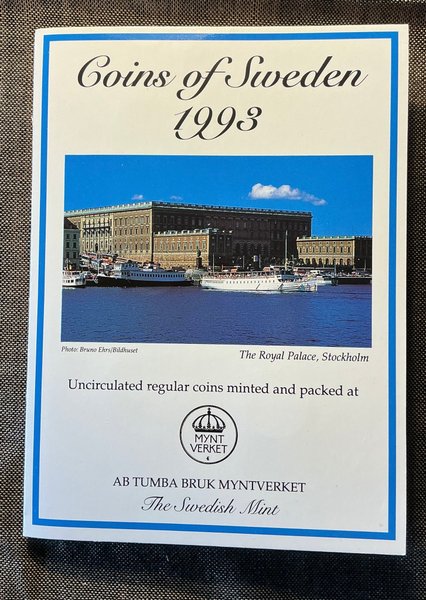 Coins of Sweden
1993
Photo: Bruno Ehrs/Bildhuset
The Royal Palace, Stockholm
Uncirculated regular coins minted and packed at
MYNT
VERKET
AB TUMBA BRUK MYNTVERKET
The Swedish Mint